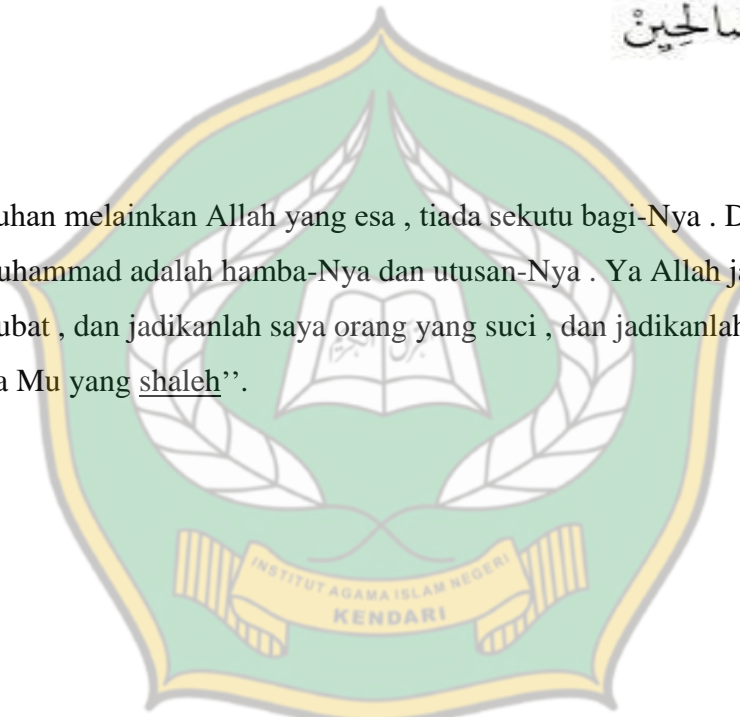 uhan melainkan Allah yang esa , tiada sekutu bagi-Nya . D
uhammad adalah hamba-Nya dan utusan-Nya . Ya Allah ja
ubat , dan jadikanlah saya orang yang suci , dan jadikanlah
a Mu yang shaleh’’.
INSTITUT AGAMA ISLAM NEGERI
KENDARI